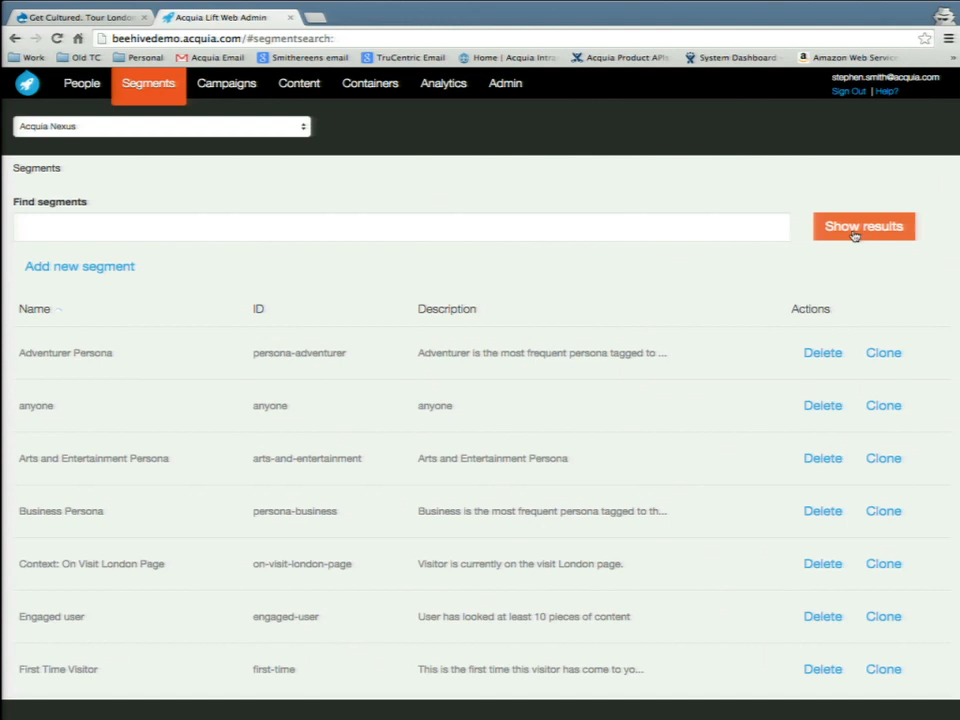 Get Cultured. Tour London
Acquia Lift Web Admin
beehivedemo.acquia.com/#segmentsearch:
Work Old TC Personal Acquia Email Smithereens email TruCentric Email Home | Acquia Intra Acquia Product APIs System Dashboard Amazon Web Servic
People Segments Campaigns Content Containers Analytics Admin
stephen.smith@acquia.com
Sign Out | Help?
Acquia Nexus
Segments
Find segments
Show results
Add new segment
Name ID Description Actions
Adventurer Persona persona-adventurer Adventurer is the most frequent persona tagged to ... Delete Clone
anyone anyone anyone Delete Clone
Arts and Entertainment Persona arts-and-entertainment Arts and Entertainment Persona Delete Clone
Business Persona persona-business Business is the most frequent persona tagged to th... Delete Clone
Context: On Visit London Page on-visit-london-page Visitor is currently on the visit London page. Delete Clone
Engaged user engaged-user User has looked at least 10 pieces of content Delete Clone
First Time Visitor first-time This is the first time this visitor has come to yo... Delete Clone